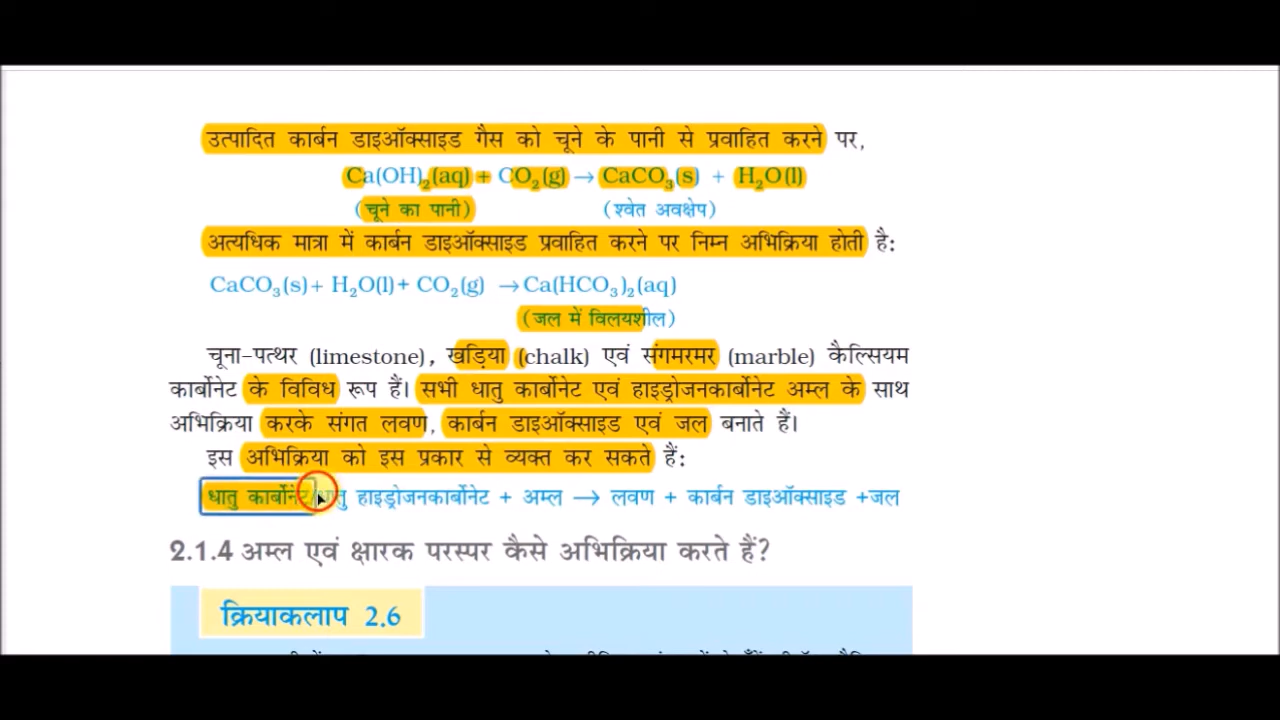 उत्पादित कार्बन डाइऑक्साइड गैस को चूने के पानी से प्रवाहित करने पर,
Ca(OH)₂(aq) + CO₂(g) → CaCO₃(s) + H₂O(l)
(चूने का पानी) (श्वेत अवक्षेप)
अत्यधिक मात्रा में कार्बन डाइऑक्साइड प्रवाहित करने पर निम्न अभिक्रिया होती है:
CaCO₃(s)+ H₂O(l)+ CO₂(g) →Ca(HCO₃)₂(aq)
(जल में विलयशील)
चूना-पत्थर (limestone), खड़िया (chalk) एवं संगमरमर (marble) कैल्सियम
कार्बोनेट के विविध रूप हैं। सभी धातु कार्बोनेट एवं हाइड्रोजनकार्बोनेट अम्ल के साथ
अभिक्रिया करके संगत लवण, कार्बन डाइऑक्साइड एवं जल बनाते हैं।
इस अभिक्रिया को इस प्रकार से व्यक्त कर सकते हैं:
धातु कार्बोनेट/धातु हाइड्रोजनकार्बोनेट + अम्ल → लवण + कार्बन डाइऑक्साइड +जल
2.1.4 अम्ल एवं क्षारक परस्पर कैसे अभिक्रिया करते हैं?
क्रियाकलाप 2.6